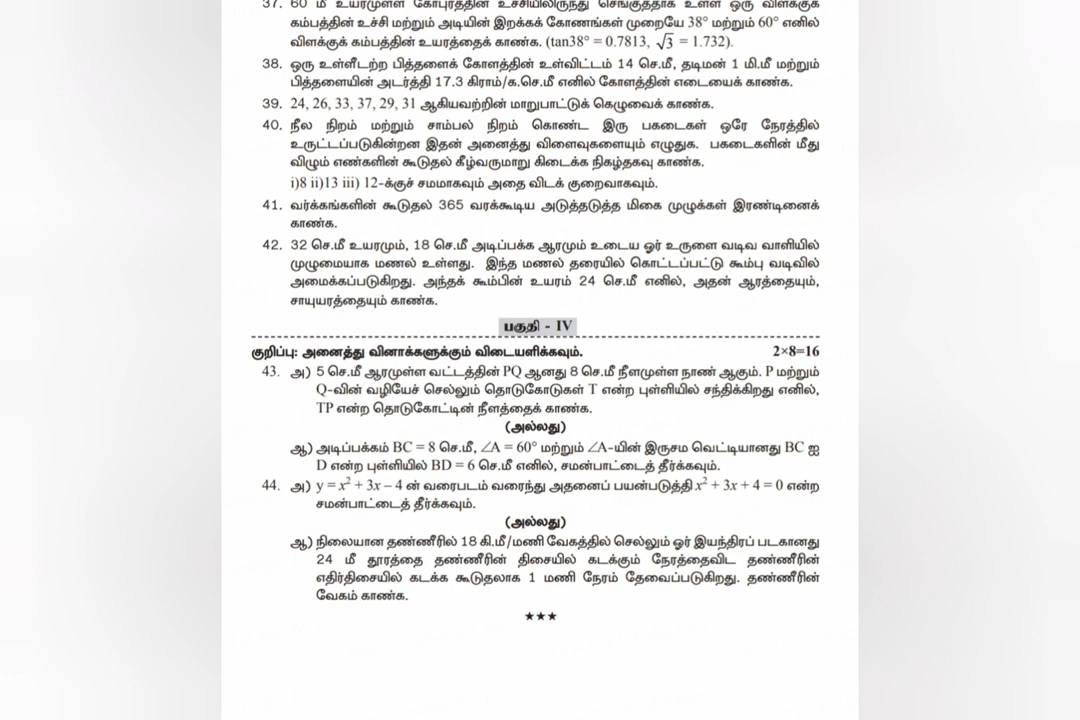 37. 60 மீ உயரமுள்ள கோபுரத்தின் உச்சியிலிருந்து செங்குத்தாக உள்ள ஒரு விளக்குக்
கம்பத்தின் உச்சி மற்றும் அடியின் இறக்கக் கோணங்கள் முறையே 38° மற்றும் 60° எனில்
விளக்குக் கம்பத்தின் உயரத்தைக் காண்க. (tan38° = 0.7813, √3 = 1.732).
38. ஒரு உள்ளீடற்ற பித்தளைக் கோளத்தின் உள்விட்டம் 14 செ.மீ, தடிமன் 1 மி.மீ மற்றும்
பித்தளையின் அடர்த்தி 17.3 கிராம்/க.செ.மீ எனில் கோளத்தின் எடையைக் காண்க.
39. 24, 26, 33, 37, 29, 31 ஆகியவற்றின் மாறுபாட்டுக் கெழுவைக் காண்க.
40. நீல நிறம் மற்றும் சாம்பல் நிறம் கொண்ட இரு பகடைகள் ஒரே நேரத்தில்
உருட்டப்படுகின்றன இதன் அனைத்து விளைவுகளையும் எழுதுக. பகடைகளின் மீது
விழும் எண்களின் கூடுதல் கீழ்வருமாறு கிடைக்க நிகழ்தகவு காண்க.
i)8 ii)13 iii) 12-க்குச் சமமாகவும் அதை விடக் குறைவாகவும்.
41. வர்க்கங்களின் கூடுதல் 365 வரக்கூடிய அடுத்தடுத்த மிகை முழுக்கள் இரண்டினைக்
காண்க.
42. 32 செ.மீ உயரமும், 18 செ.மீ அடிப்பக்க ஆரமும் உடைய ஓர் உருளை வடிவ வாளியில்
முழுமையாக மணல் உள்ளது. இந்த மணல் தரையில் கொட்டப்பட்டு கூம்பு வடிவில்
அமைக்கப்படுகிறது. அந்தக் கூம்பின் உயரம் 24 செ.மீ எனில், அதன் ஆரத்தையும்,
சாயுயரத்தையும் காண்க.
பகுதி - IV
குறிப்பு: அனைத்து வினாக்களுக்கும் விடையளிக்கவும். 2×8=16
43. அ) 5 செ.மீ ஆரமுள்ள வட்டத்தின் PQ ஆனது 8 செ.மீ நீளமுள்ள நாண் ஆகும். P மற்றும்
Q-வின் வழியேச் செல்லும் தொடுகோடுகள் T என்ற புள்ளியில் சந்திக்கிறது எனில்,
TP என்ற தொடுகோட்டின் நீளத்தைக் காண்க.
(அல்லது)
ஆ) அடிப்பக்கம் BC = 8 செ.மீ, ∠A = 60° மற்றும் ∠A-யின் இருசம வெட்டியானது BC ஐ
D என்ற புள்ளியில் BD = 6 செ.மீ எனில், சமன்பாட்டைத் தீர்க்கவும்.
44. அ) y = x² + 3x – 4 ன் வரைபடம் வரைந்து அதனைப் பயன்படுத்தி x² + 3x + 4 = 0 என்ற
சமன்பாட்டைத் தீர்க்கவும்.
(அல்லது)
ஆ) நிலையான தண்ணீரில் 18 கி.மீ/மணி வேகத்தில் செல்லும் ஓர் இயந்திரப் படகானது
24 மீ தூரத்தை தண்ணீரின் திசையில் கடக்கும் நேரத்தைவிட தண்ணீரின்
எதிர்திசையில் கடக்க கூடுதலாக 1 மணி நேரம் தேவைப்படுகிறது. தண்ணீரின்
வேகம் காண்க.
★★★